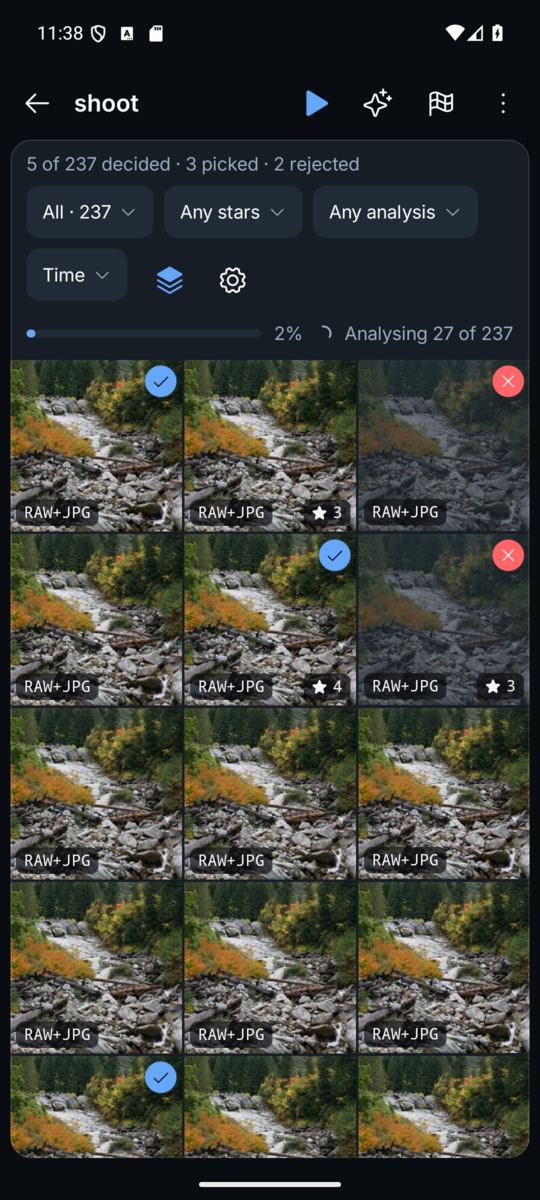 11:38
shoot
5 of 237 decided · 3 picked · 2 rejected
All · 237 Any stars Any analysis
Time
2% Analysing 27 of 237
RAW+JPG RAW+JPG 3 RAW+JPG
RAW+JPG RAW+JPG 4 RAW+JPG 3
RAW+JPG RAW+JPG RAW+JPG
RAW+JPG RAW+JPG RAW+JPG